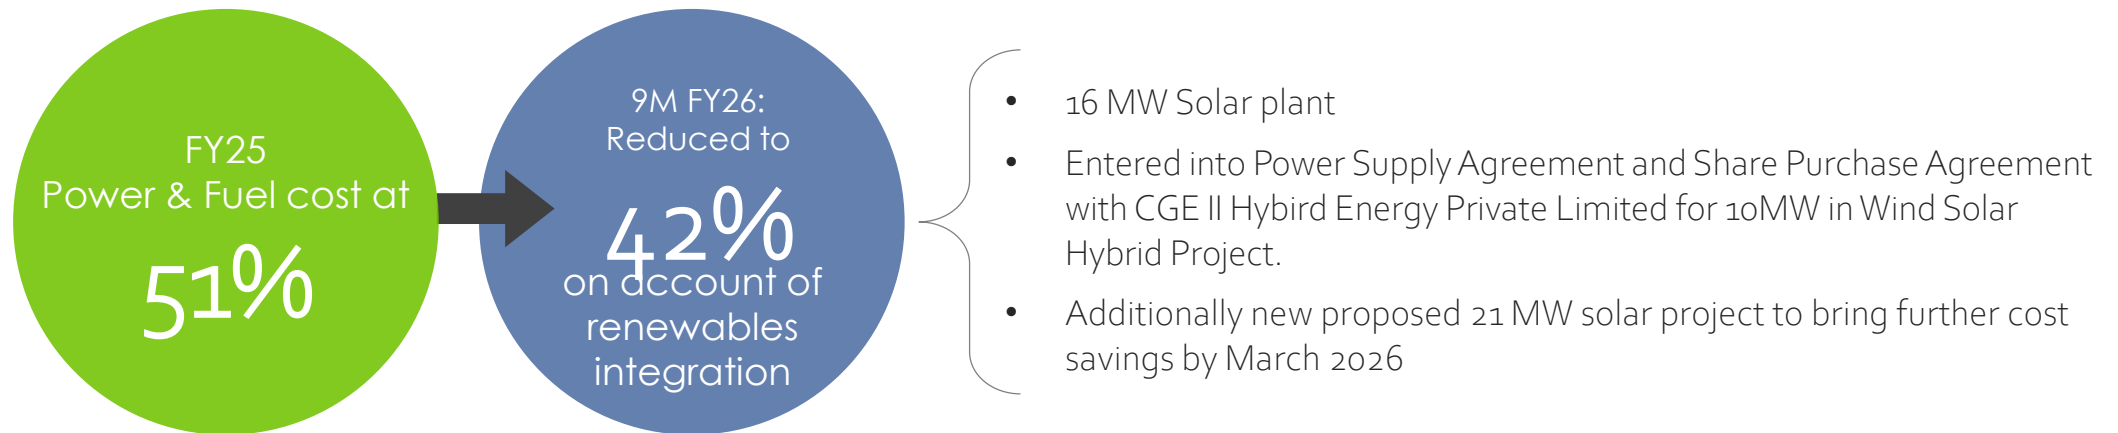 FY25
Power & Fuel cost at
51%
9M FY26:
Reduced to
42%
on account of
renewables
integration
• 16 MW Solar plant
• Entered into Power Supply Agreement and Share Purchase Agreement
with CGE II Hybird Energy Private Limited for 10MW in Wind Solar
Hybrid Project.
• Additionally new proposed 21 MW solar project to bring further cost
savings by March 2026